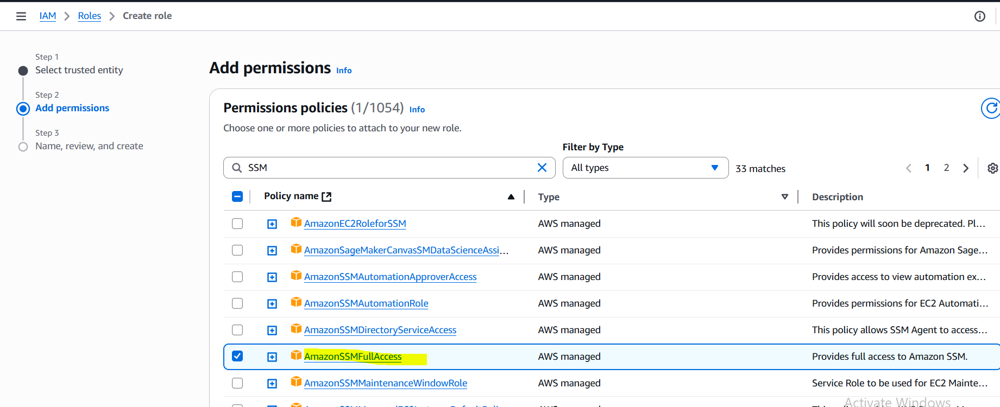 IAM > Roles > Create role
Step 1
Select trusted entity
Step 2
Add permissions
Step 3
Name, review, and create
Add permissions Info
Permissions policies (1/1054) Info
Choose one or more policies to attach to your new role.
Filter by Type
SSM
All types
33 matches
1 2
Policy name Type Description
AmazonEC2RoleforSSM AWS managed This policy will soon be deprecated. Pl...
AmazonSageMakerCanvasSMDataScienceAssi... AWS managed Provides permissions for Amazon Sage...
AmazonSSMAutomationApproverAccess AWS managed Provides access to view automation ex...
AmazonSSMAutomationRole AWS managed Provides permissions for EC2 Automati...
AmazonSSMDirectoryServiceAccess AWS managed This policy allows SSM Agent to access...
AmazonSSMFullAccess AWS managed Provides full access to Amazon SSM.
AmazonSSMMaintenanceWindowRole AWS managed Service Role to be used for EC2 Mainte...
Activate Windows